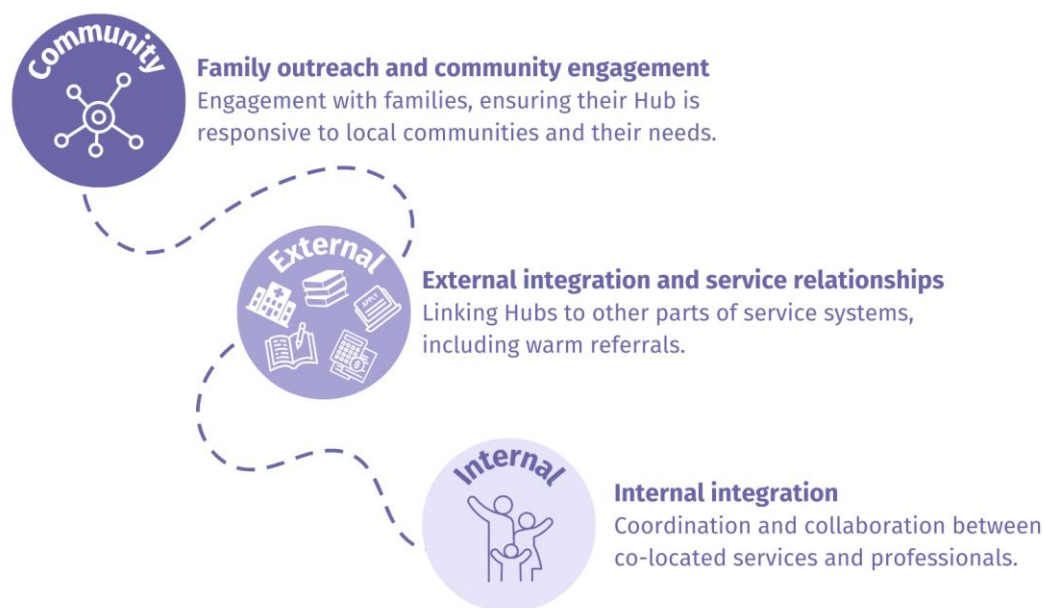 Community
Family outreach and community engagement
Engagement with families, ensuring their Hub is
responsive to local communities and their needs.
External
APPLY
External integration and service relationships
Linking Hubs to other parts of service systems,
including warm referrals.
Internal
Internal integration
Coordination and collaboration between
co-located services and professionals.